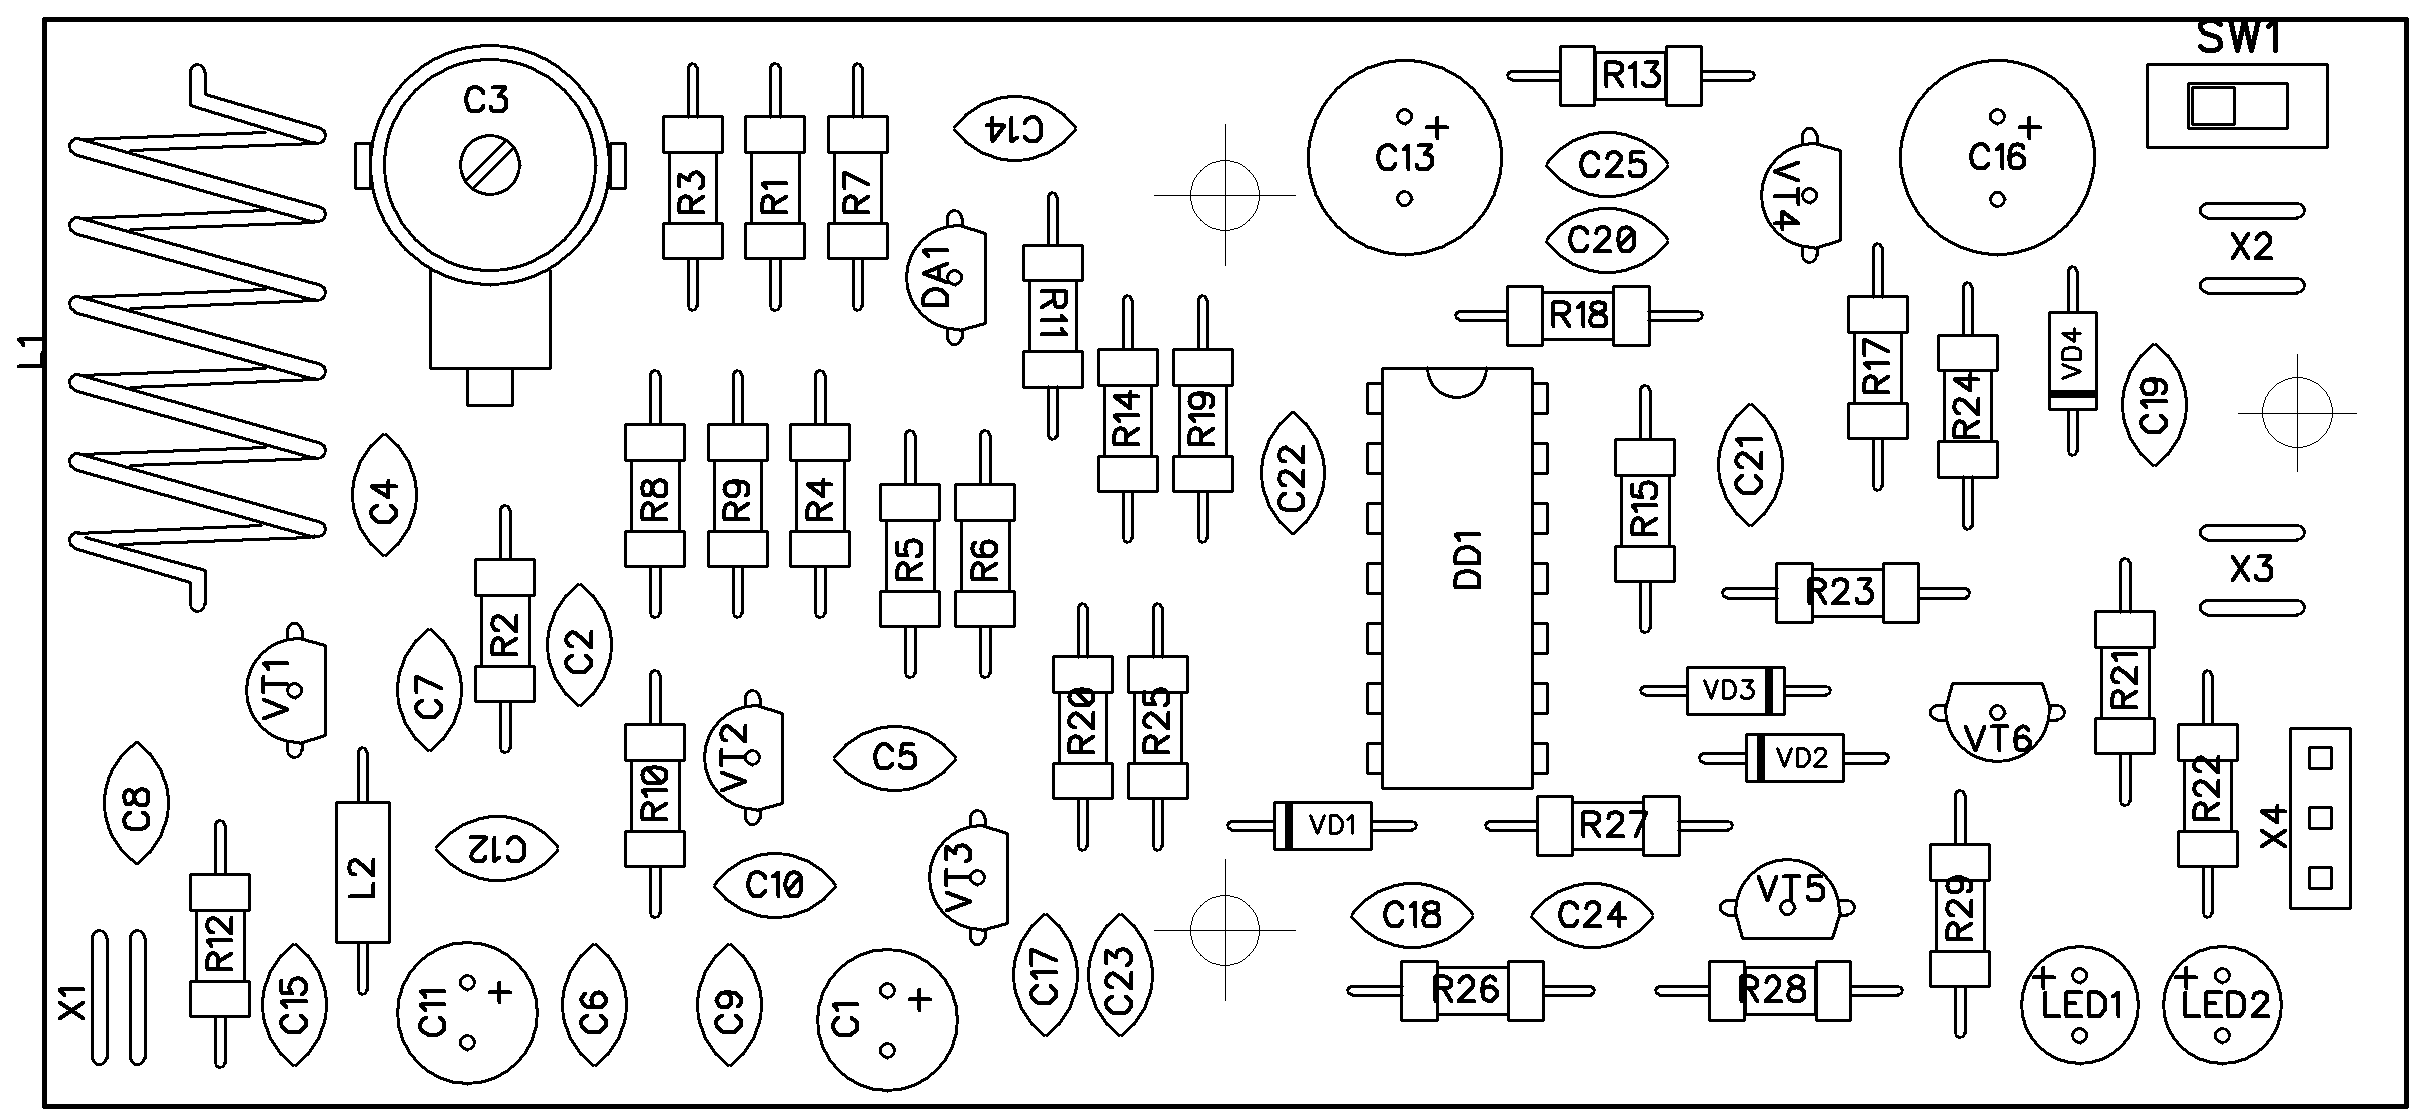 SW1
C3
R13
C14
C13
+
C25
VT4
C16
+
R3
R1
R7
C20
X2
DA1
R11
R18
L1
R14
R19
R17
R24
VD4
C19
C4
R8
R9
R4
C22
R15
C21
R5
R6
DD1
X3
R23
R2
C2
VT1
C7
R20
R25
VD3
R21
VT2
C5
VT6
VD2
C8
R10
R22
X4
VD1
R27
C12
L2
C10
VT3
VT5
R12
C18
C24
R29
X1
C15
C11
+
C6
C9
C1
+
C17
C23
R26
R28
+
LED1
+
LED2